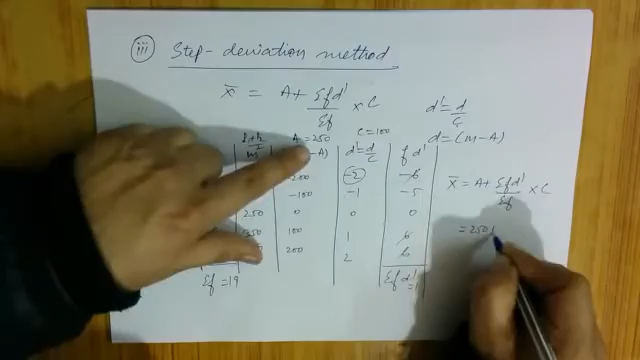 (iii) Step-deviation method
x̄ = A + Σfd'/Σf × C
d' = d/C
A = 250 C = 100 d = (m-A)
m -A) d' = d/C fd'
-200 -2 -6
-100 -1 -5 x̄ = A + Σfd'/Σf × C
250 0 0 0
350 100 1 6 = 250
200 2 6
Σf = 19 Σfd'